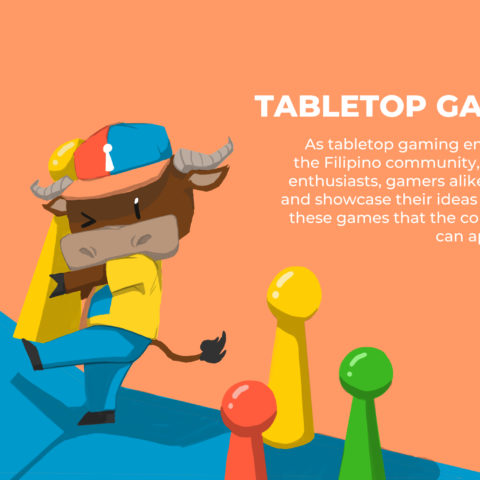 TABLETOP GA
As tabletop gaming en
the Filipino community,
enthusiasts, gamers alike
and showcase their ideas
these games that the co
can ap